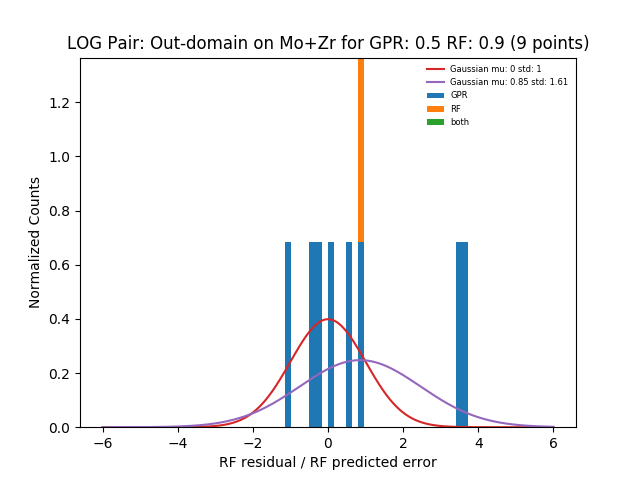 LOG Pair: Out-domain on Mo+Zr for GPR: 0.5 RF: 0.9 (9 points)
Gaussian mu: 0 std: 1
Gaussian mu: 0.85 std: 1.61
GPR
RF
both
Normalized Counts
1.2
1.0
0.8
0.6
0.4
0.2
0.0
−6 −4 −2 0 2 4 6
RF residual / RF predicted error